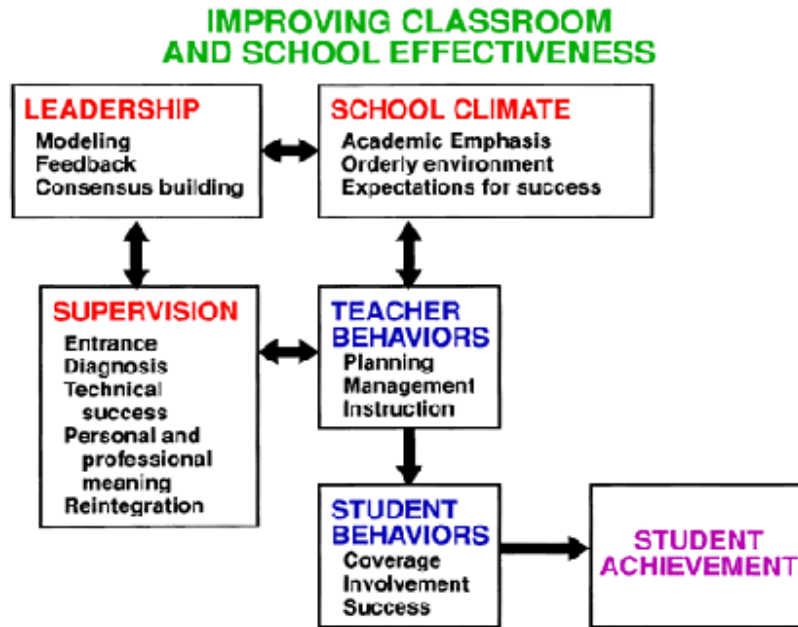 IMPROVING CLASSROOM
AND SCHOOL EFFECTIVENESS
LEADERSHIP
Modeling
Feedback
Consensus building
SCHOOL CLIMATE
Academic Emphasis
Orderly environment
Expectations for success
SUPERVISION
Entrance
Diagnosis
Technical
success
Personal and
professional
meaning
Reintegration
TEACHER
BEHAVIORS
Planning
Management
Instruction
STUDENT
BEHAVIORS
Coverage
Involvement
Success
STUDENT
ACHIEVEMENT